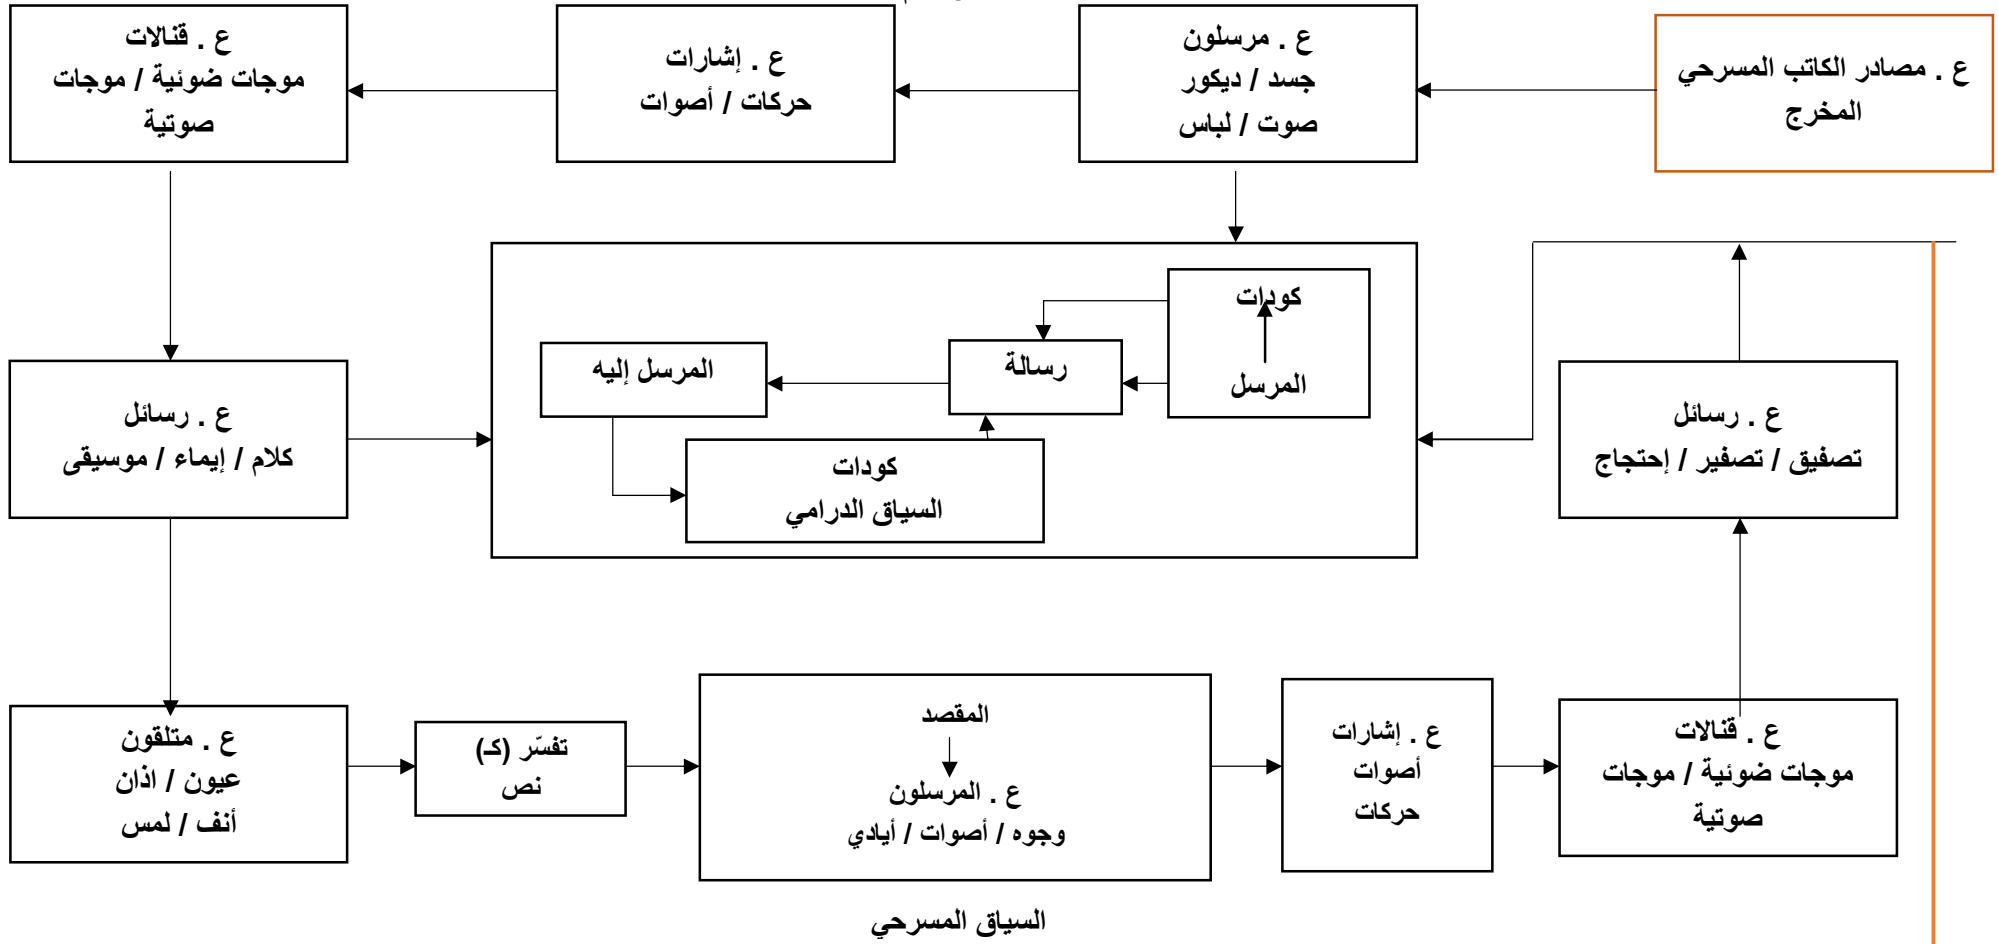 ع . مصادر الكاتب المسرحي
المخرج
ع . مرسلون
جسد / ديكور
صوت / لباس
ع . إشارات
حركات / أصوات
ع . قنالات
موجات ضوئية / موجات
صوتية
كودات
المرسل
رسالة
المرسل إليه
كودات
السياق الدرامي
ع . رسائل
كلام / إيماء / موسيقى
ع . رسائل
تصفيق / تصفير / إحتجاج
ع . متلقون
عيون / اذان
أنف / لمس
تفسّر (كـ)
نص
المقصد
ع . المرسلون
وجوه / أصوات / أيادي
ع . إشارات
أصوات
حركات
ع . قنالات
موجات ضوئية / موجات
صوتية
السياق المسرحي